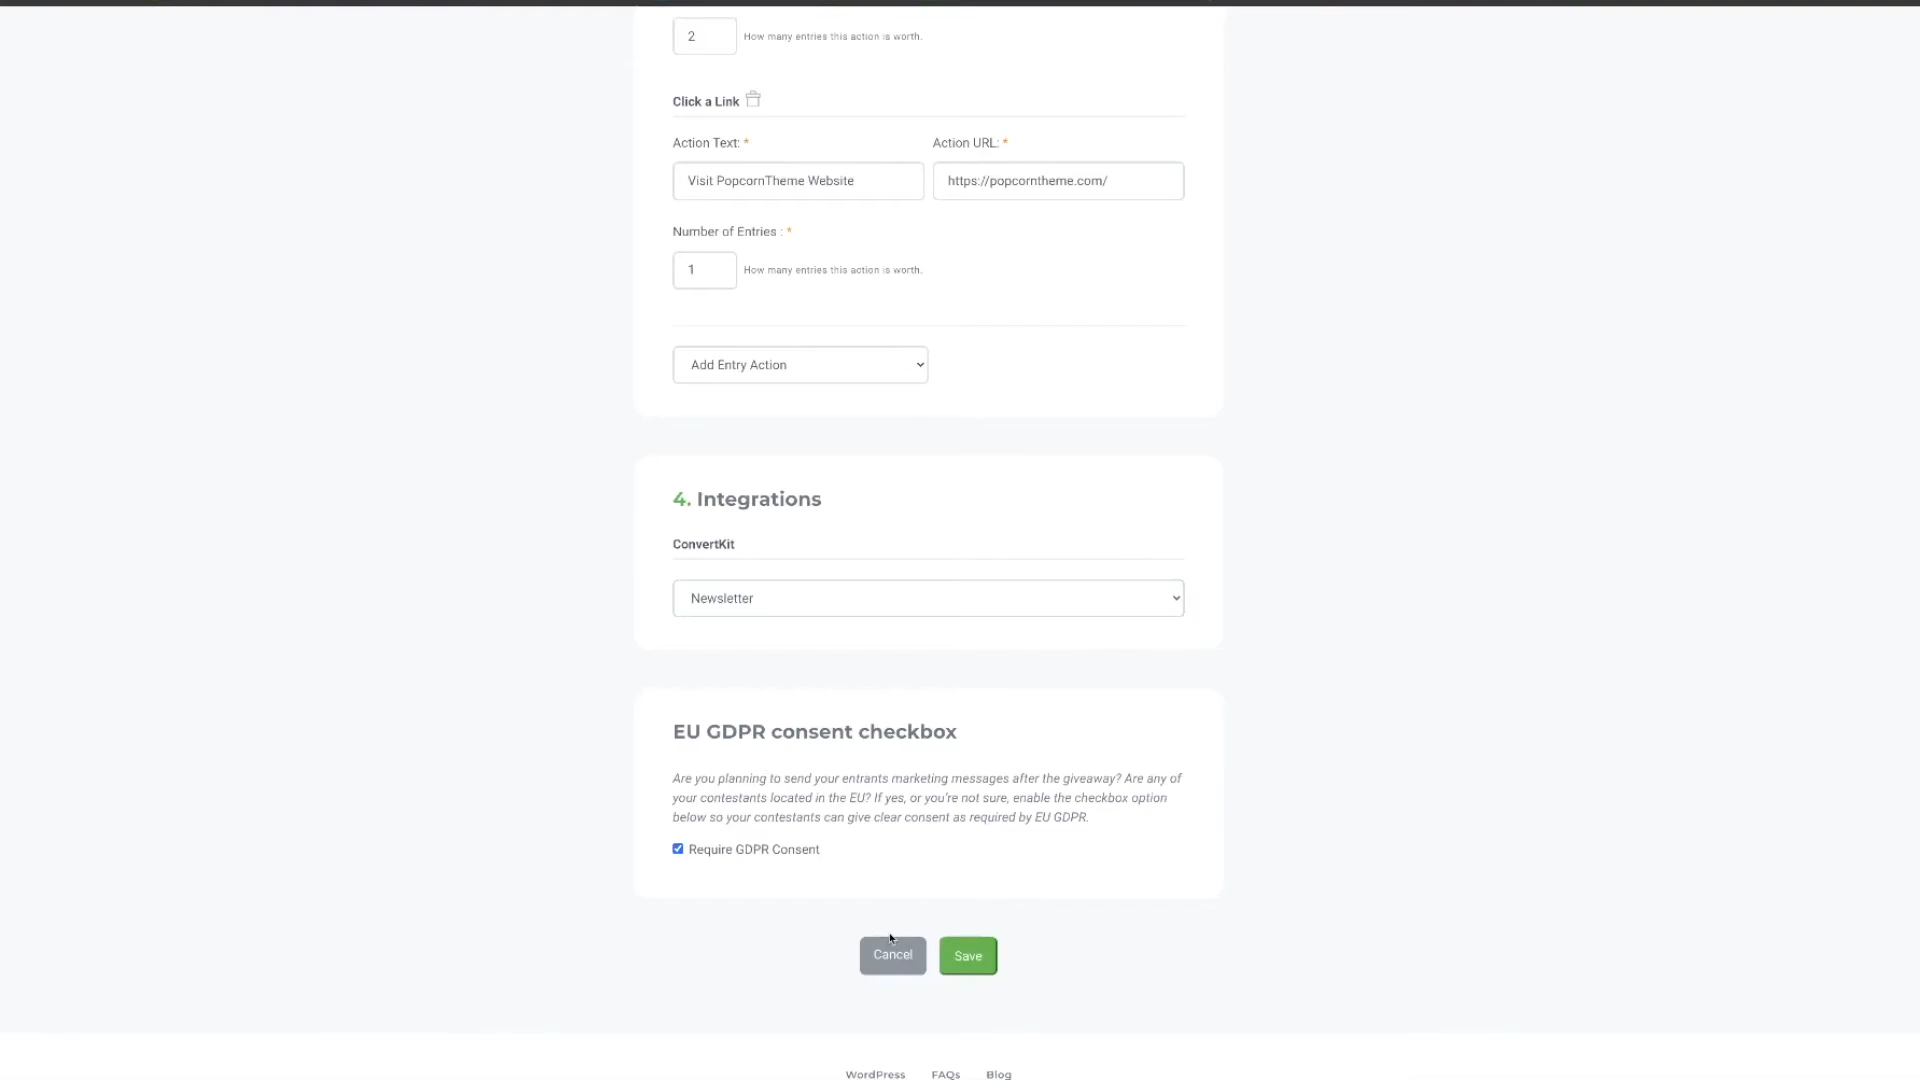 2
How many entries this action is worth.
Click a Link
Action Text: *
Action URL: *
Visit PopcornTheme Website
https://popcorntheme.com/
Number of Entries : *
1
How many entries this action is worth.
Add Entry Action
4. Integrations
ConvertKit
Newsletter
EU GDPR consent checkbox
Are you planning to send your entrants marketing messages after the giveaway? Are any of
your contestants located in the EU? If yes, or you're not sure, enable the checkbox option
below so your contestants can give clear consent as required by EU GDPR.
Require GDPR Consent
Cancel
Save
WordPress FAQs Blog